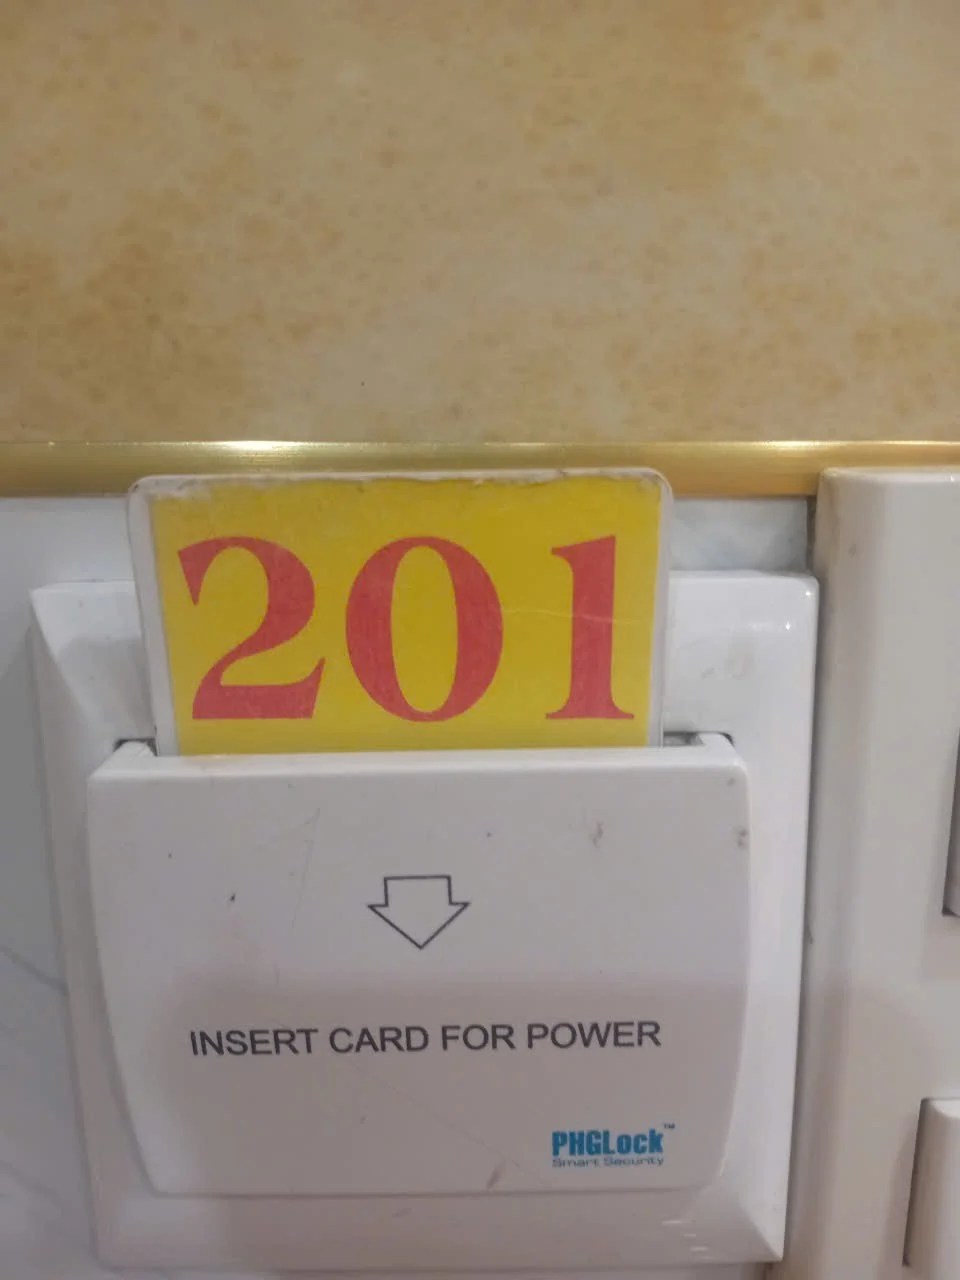 201
INSERT CARD FOR POWER
PHGLock™
Smart Security